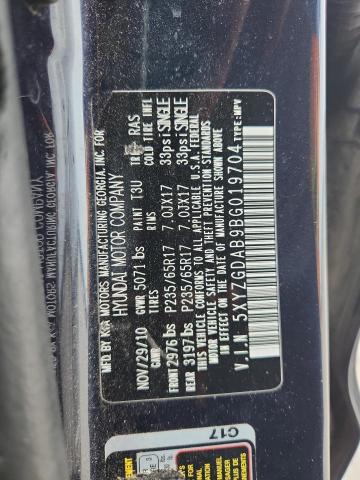 MFG BY KIA MOTORS MANUFACTURING GEORGIA, INC. FOR
HYUNDAI MOTOR COMPANY
NOV/29/10 GVWR 5071 lbs PAINT T3U TRIM RAS
TIRES RIMS COLD TIRE INFL.
FRONT 2976 lbs P235/65R17 7.0JX17 33psi SINGLE
REAR 3197 lbs P235/65R17 7.0JX17 33psi SINGLE
THIS VEHICLE CONFORMS TO ALL APPLICABLE U.S.
FEDERAL MOTOR VEHICLE SAFETY, BUMPER, AND
THEFT PREVENTION STANDARDS IN EFFECT ON
THE DATE OF MANUFACTURE SHOWN ABOVE.
V.I.N 5XYZGDAB9BG019704 TYPE:MPV
C17